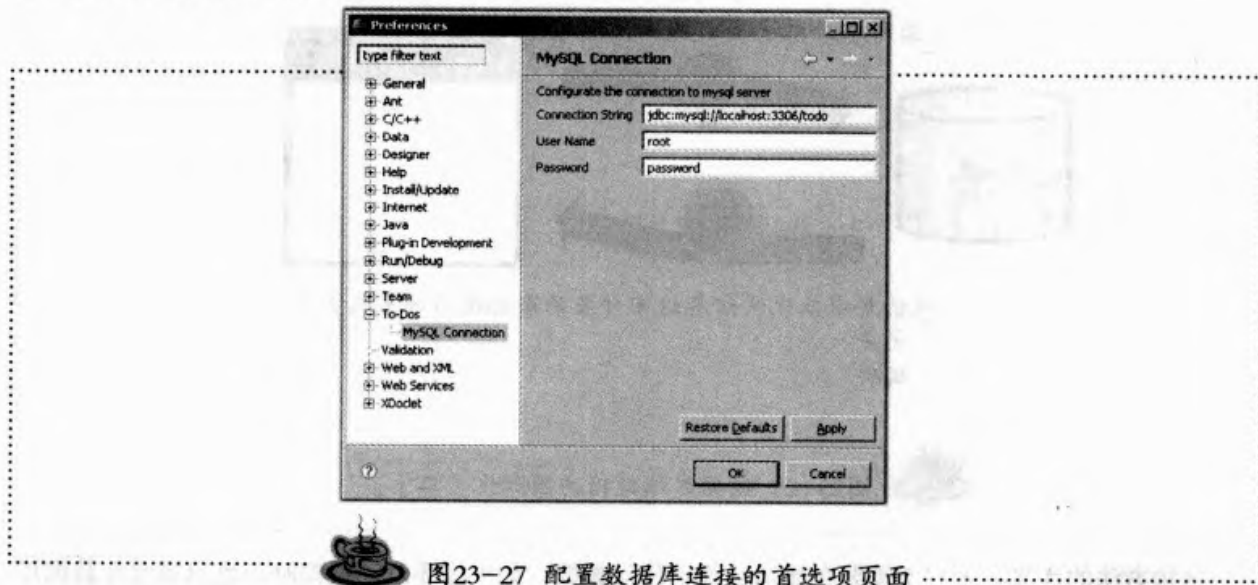 Preferences
type filter text
General
Ant
C/C++
Data
Designer
Help
Install/Update
Internet
Java
Plug-in Development
Run/Debug
Server
Team
To-Dos
MySQL Connection
Validation
Web and XML
Web Services
XDoclet
MySQL Connection
Configurate the connection to mysql server
Connection String jdbc:mysql://localhost:3306/todo
User Name root
Password password
Restore Defaults Apply
? OK Cancel
图23-27 配置数据库连接的首选项页面